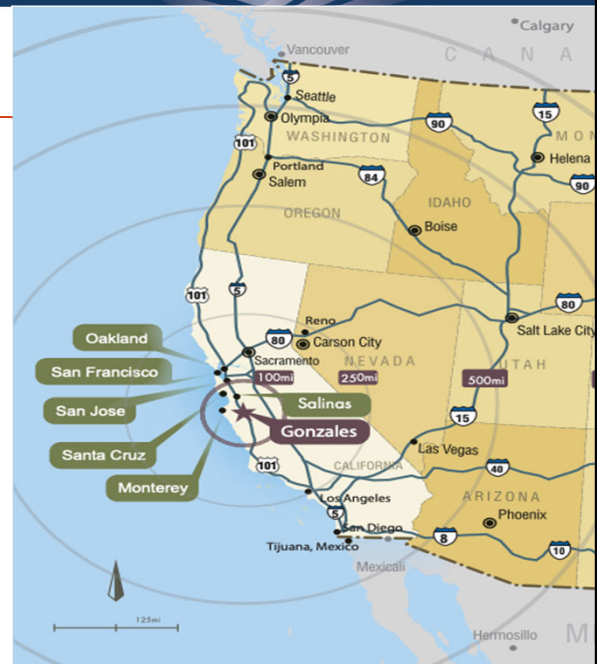 Calgary
Vancouver
C A N A
5
Seattle
Olympia
90
15
WASHINGTON
MON
101
Helena
Portland
Salem
84
90
IDAHO
OREGON
Boise
101
5
80
Reno
Salt Lake City
Oakland
80
Carson City
Sacramento
San Francisco
100mi
NEVADA
250mi
500mi
UTAH
San Jose
Salinas
15
Gonzales
Santa Cruz
Las Vegas
101
CALIFORNIA
40
Monterey
Los Angeles
ARIZONA
5
Phoenix
San Diego
8
Tijuana, Mexico
10
Mexicali
125mi
Hermosillo
M